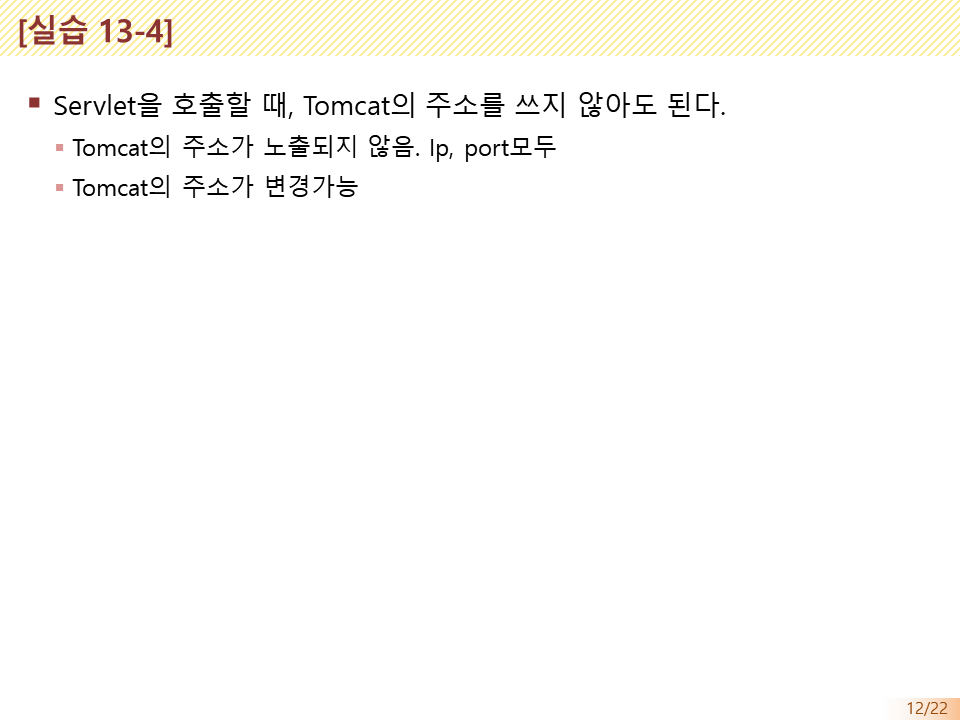 [실습 13-4]
Servlet을 호출할 때, Tomcat의 주소를 쓰지 않아도 된다.
Tomcat의 주소가 노출되지 않음. Ip, port모두
Tomcat의 주소가 변경가능
12/22